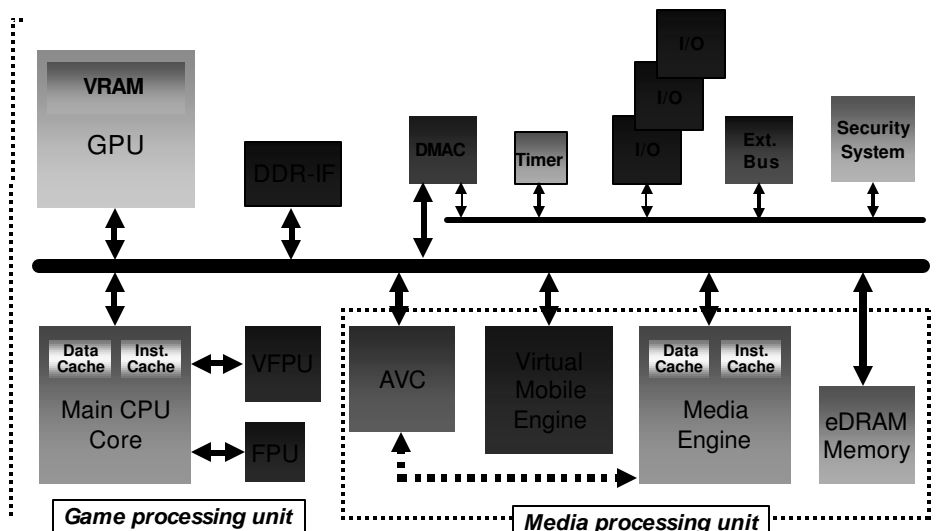 I/O
VRAM
GPU
I/O
DMAC
Timer
I/O
Ext.
Bus
Security
System
DDR-IF
Data
Cache
Inst.
Cache
Main CPU
Core
VFPU
FPU
AVC
Virtual
Mobile
Engine
Data
Cache
Inst.
Cache
Media
Engine
eDRAM
Memory
Game processing unit
Media processing unit